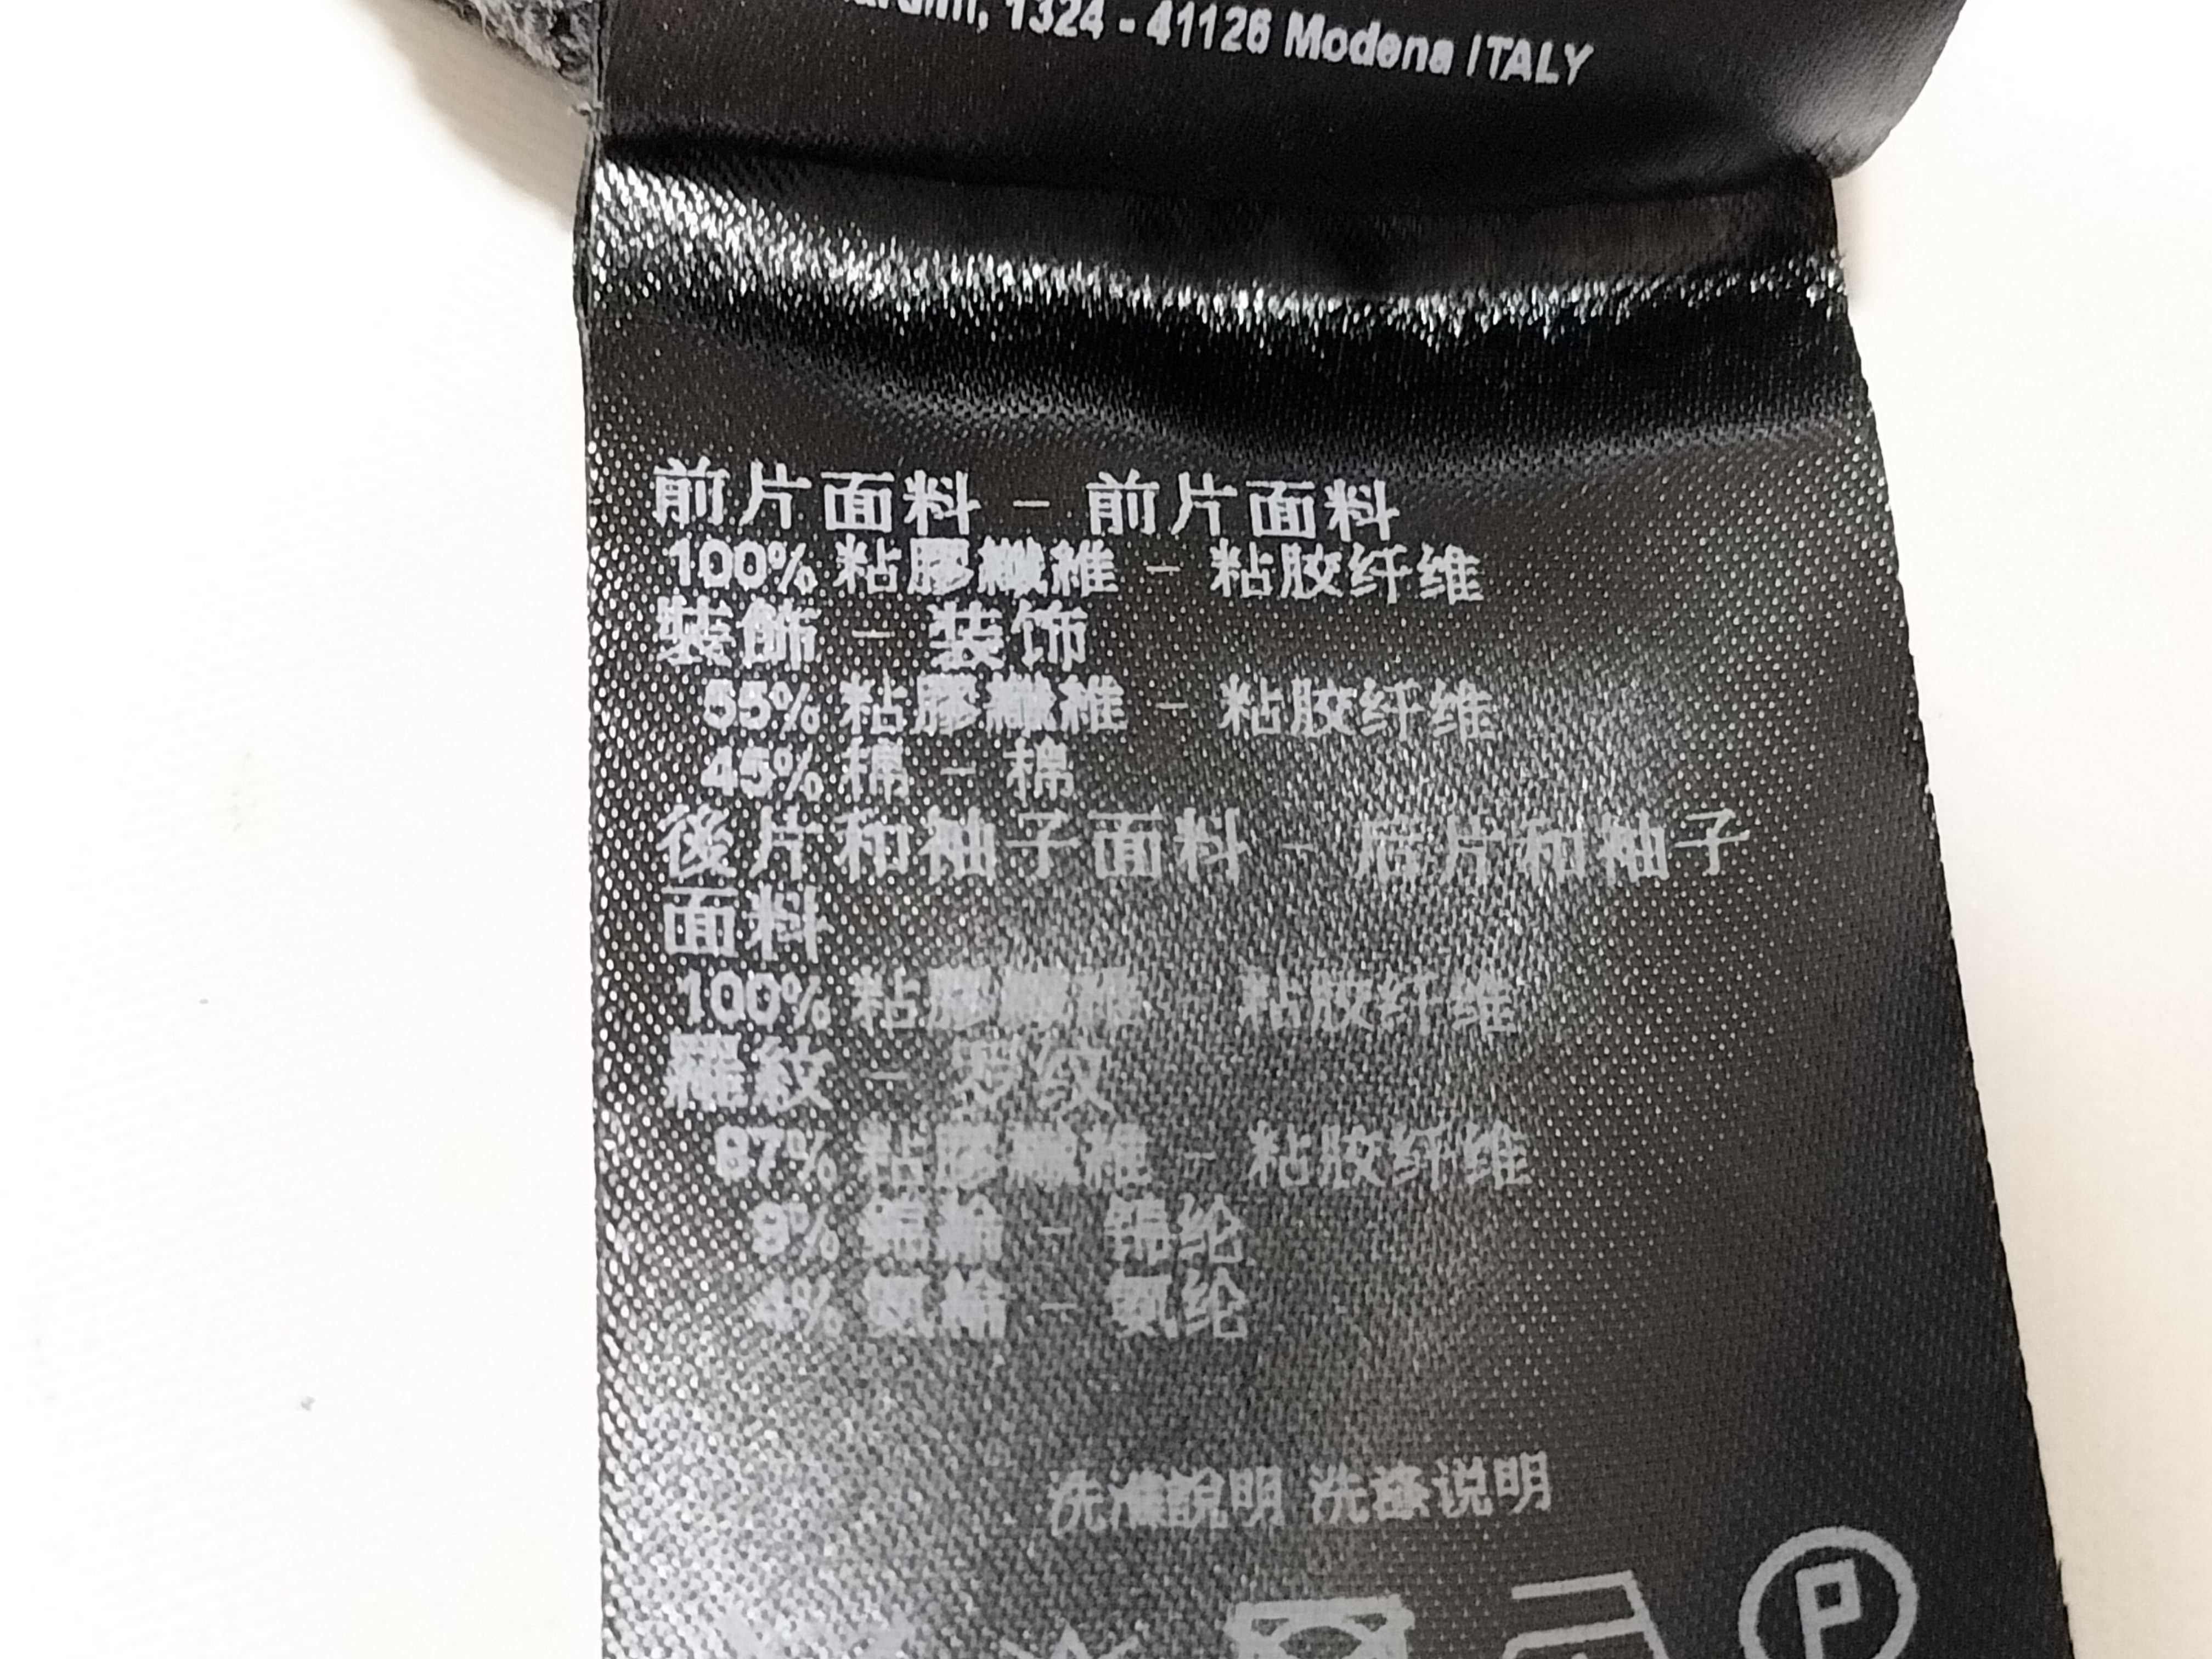 1324 - 41126 Modena ITALY
前片面料 - 前片面料
100% 粘膠纖維 - 粘胶纤维
裝飾 - 装饰
55% 粘膠纖維 - 粘胶纤维
45% 棉 - 棉
後片和袖子面料 - 后片和袖子
面料
100% 粘膠纖維 - 粘胶纤维
羅紋 - 罗纹
87% 粘膠纖維 - 粘胶纤维
9% 錦綸 - 锦纶
4% 氨綸 - 氨纶
洗滌說明 洗涤说明
P